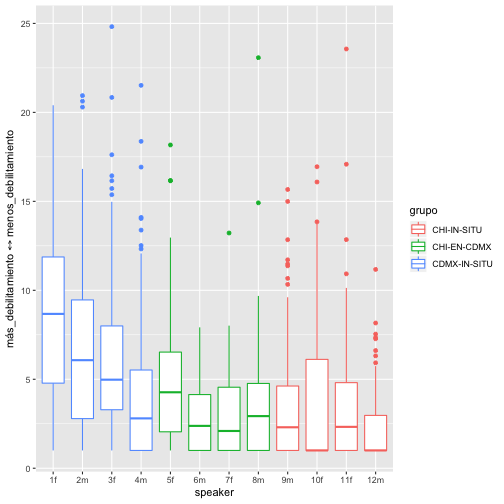 25
20
15
10
5
0
más_debilitamiento ↔ menos_debilitamiento
1f 2m 3f 4m 5f 6m 7f 8m 9m 10f 11f 12m
speaker
grupo
CHI-IN-SITU
CHI-EN-CDMX
CDMX-IN-SITU